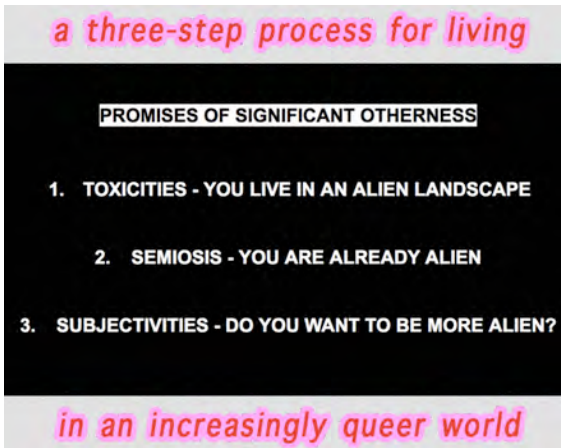 a three-step process for living
PROMISES OF SIGNIFICANT OTHERNESS
1. TOXICITIES - YOU LIVE IN AN ALIEN LANDSCAPE
2. SEMIOSIS - YOU ARE ALREADY ALIEN
3. SUBJECTIVITIES - DO YOU WANT TO BE MORE ALIEN?
in an increasingly queer world